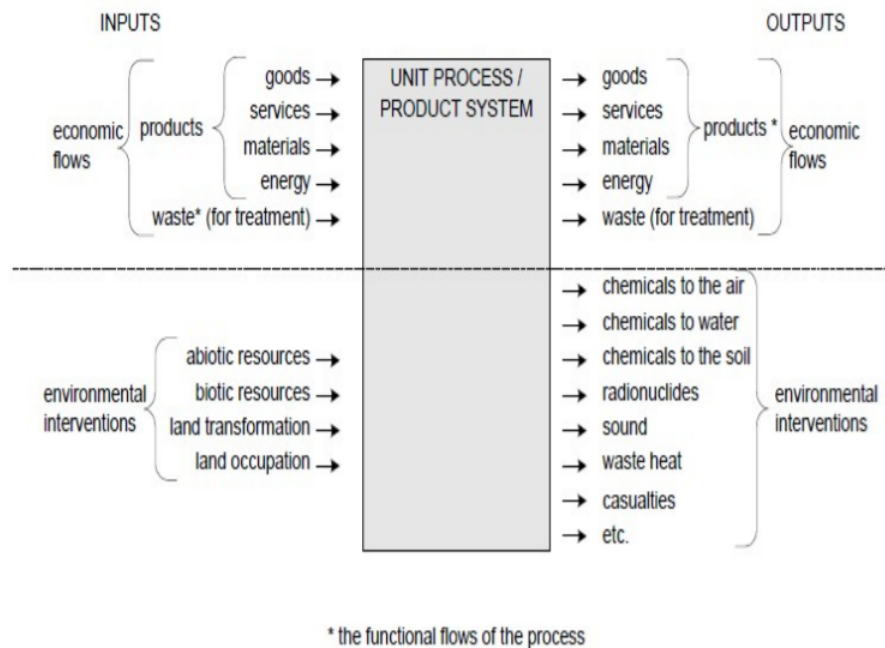 INPUTS
OUTPUTS
goods
services
materials
energy
products
waste* (for treatment)
economic
flows
UNIT PROCESS /
PRODUCT SYSTEM
goods
services
materials
energy
products *
waste (for treatment)
economic
flows
abiotic resources
biotic resources
land transformation
land occupation
environmental
interventions
chemicals to the air
chemicals to water
chemicals to the soil
radionuclides
sound
waste heat
casualties
etc.
environmental
interventions
* the functional flows of the process